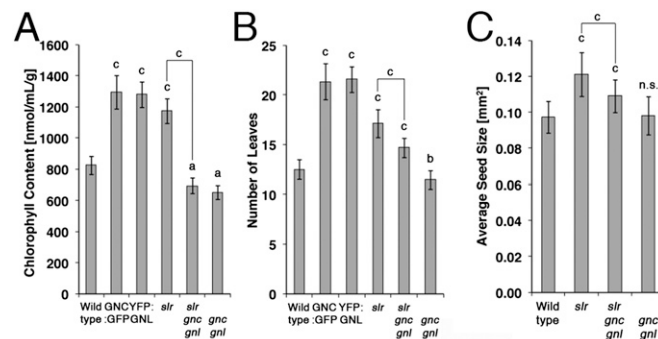 A
Chlorophyll Content [nmol/mL/g]
1600
1400
1200
1000
800
600
400
200
0
c
c
c
c
a
a
Wild type
GNC :GFP
YFP: GNL
slr
slr gnc gnl
gnc gnl
B
Number of Leaves
25
20
15
10
5
0
c
c
c
c
c
b
Wild type
GNC :GFP
YFP: GNL
slr
slr gnc gnl
gnc gnl
C
Average Seed Size [mm²]
0.14
0.12
0.10
0.08
0.06
0.04
0.02
0.00
c
c
c
n.s.
Wild type
slr
slr gnc gnl
gnc gnl